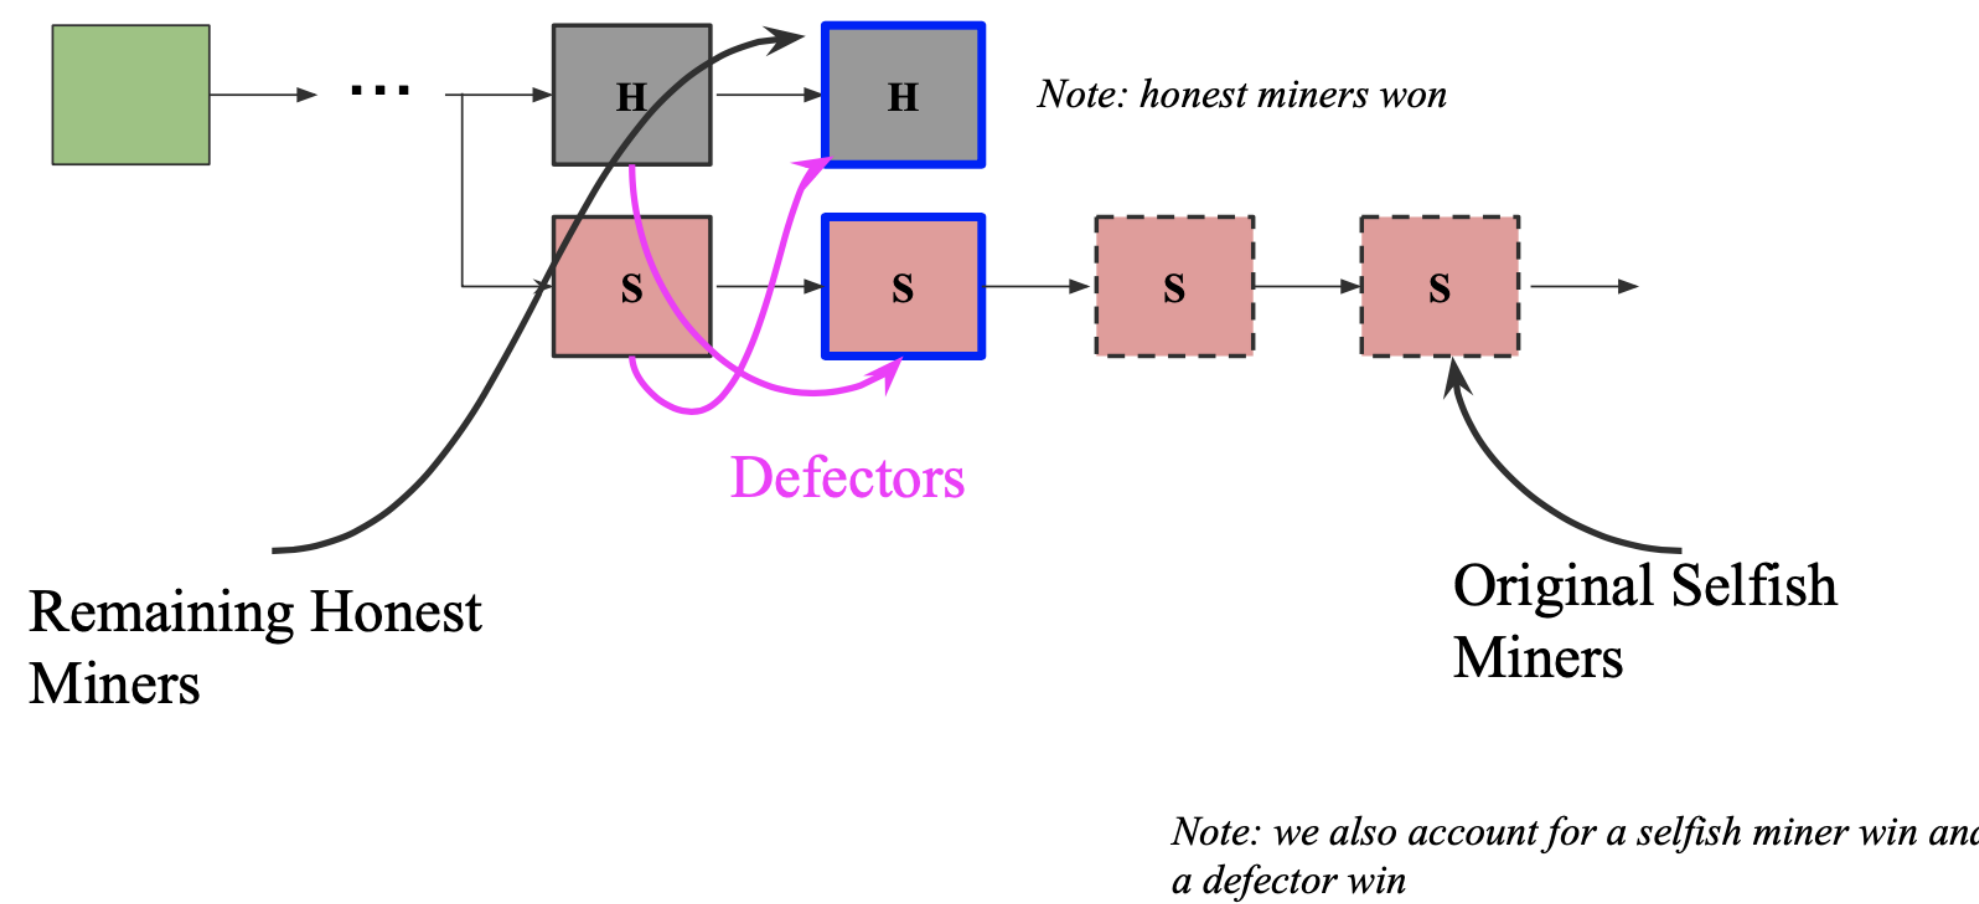 ...
H
H
Note: honest miners won
S
S
S
S
Defectors
Remaining Honest
Miners
Original Selfish
Miners
Note: we also account for a selfish miner win
a defector win